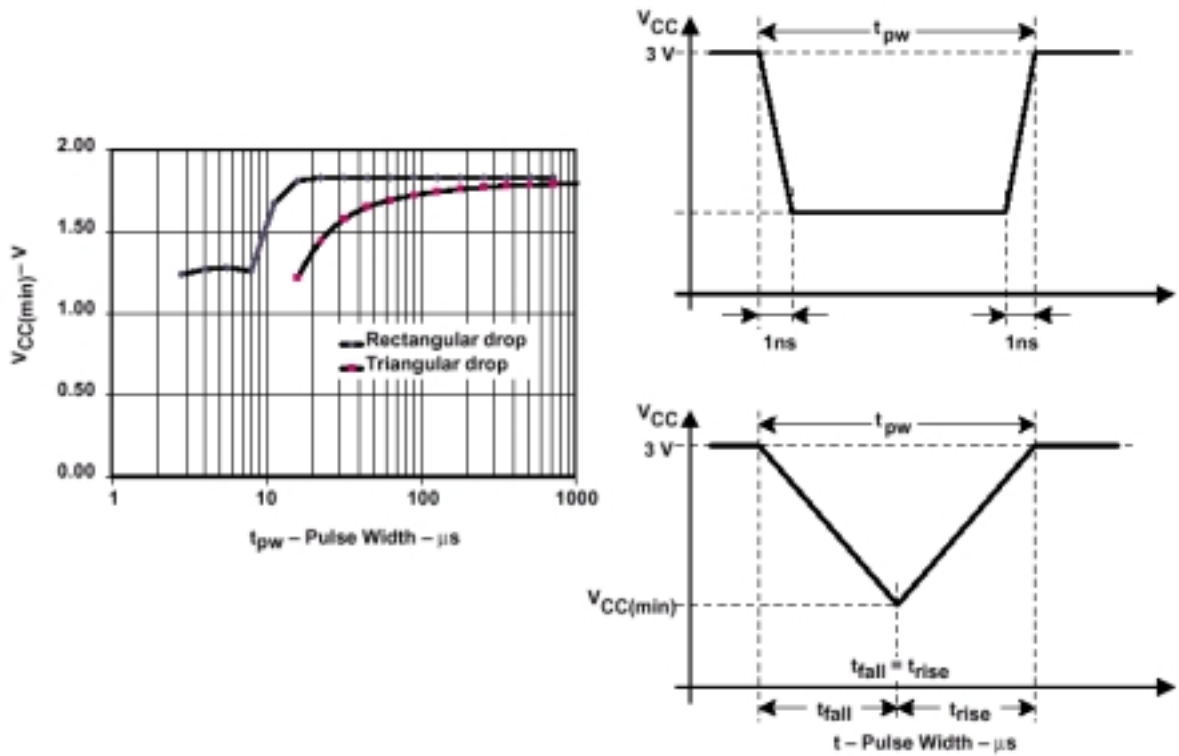 2.00
1.50
1.00
0.50
0.00
VCC(min)– V
Rectangular drop
Triangular drop
1 10 100 1000
tpw – Pulse Width – μs
VCC
3 V
tpw
1ns 1ns
VCC
3 V
tpw
VCC(min)
tfall = trise
tfall trise
t – Pulse Width – μs